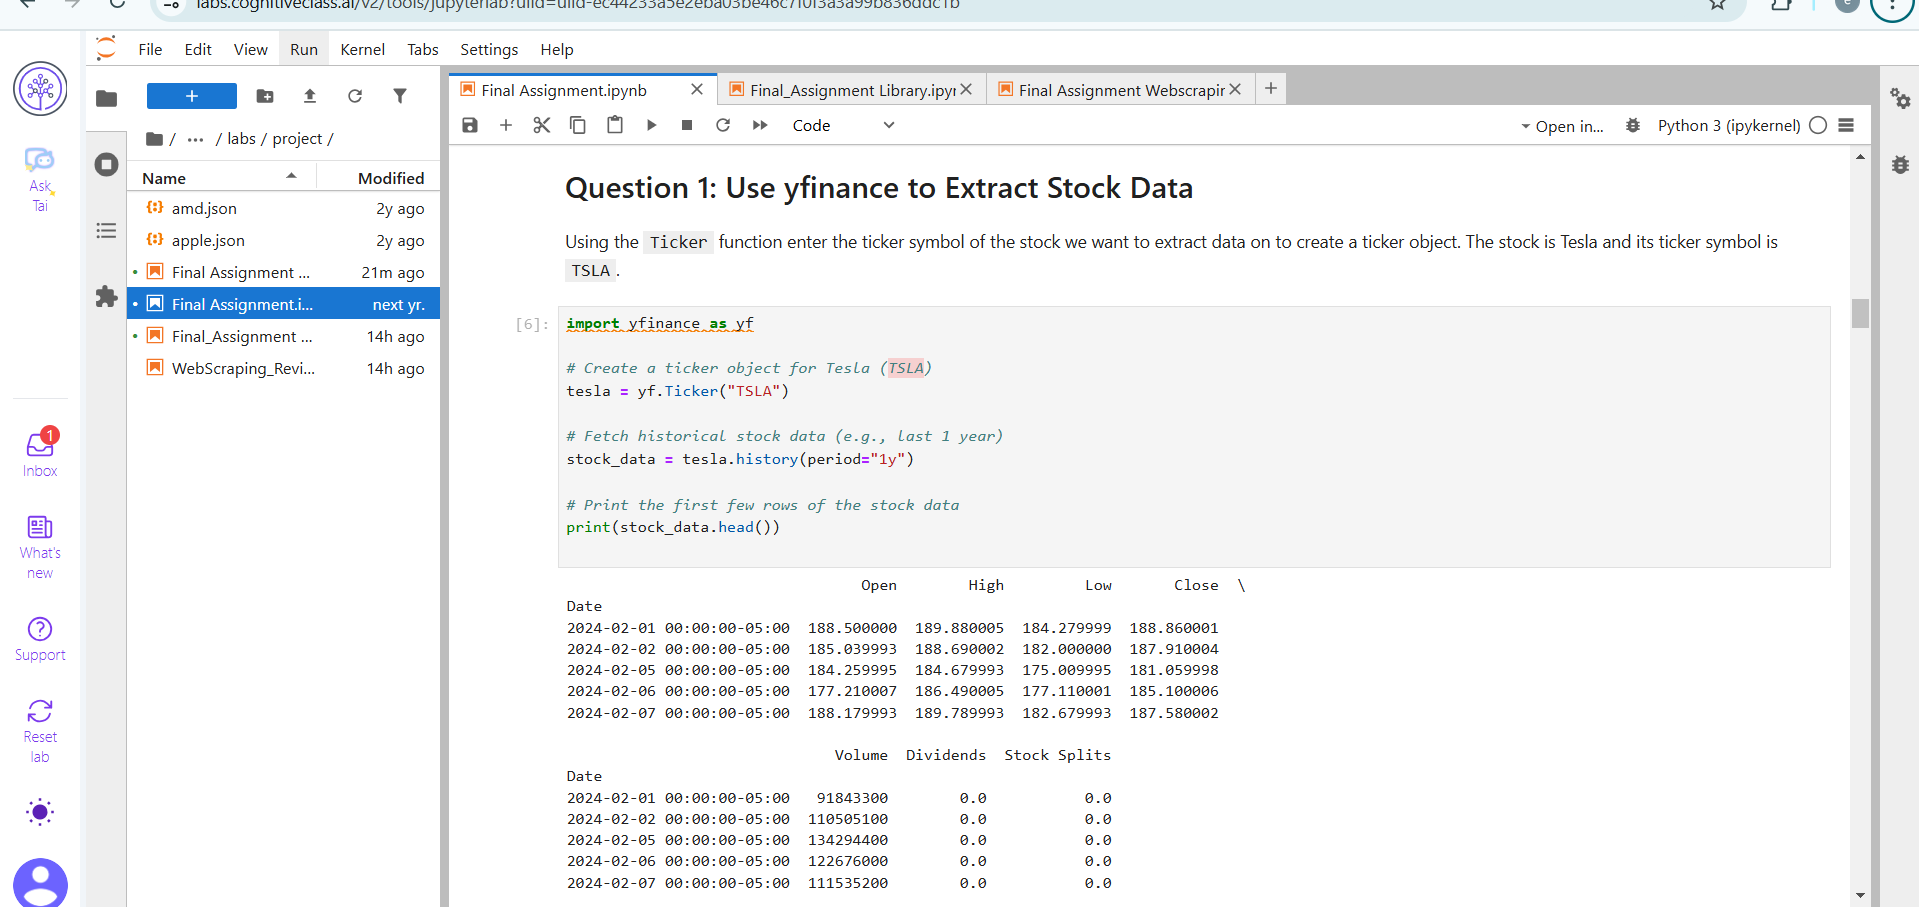 labs.cognitiveclass.ai/v2/tools/jupyterlab?ulid=ulid-ec44233a5e2eba03be46c7f0f3a3a99b836ddc1b
e
File Edit View Run Kernel Tabs Settings Help
Final Assignment.ipynb
Final_Assignment Library.ipyr
Final Assignment Webscrapir
+
Code
Open in...
Python 3 (ipykernel)
/ ... / labs / project /
Name Modified
amd.json 2y ago
apple.json 2y ago
Final Assignment ... 21m ago
Final Assignment.i... next yr.
Final_Assignment ... 14h ago
WebScraping_Revi... 14h ago
Ask
Tai
1
Inbox
What's
new
Support
Reset
lab
Question 1: Use yfinance to Extract Stock Data
Using the Ticker function enter the ticker symbol of the stock we want to extract data on to create a ticker object. The stock is Tesla and its ticker symbol is
TSLA .
[6]: import yfinance as yf
# Create a ticker object for Tesla (TSLA)
tesla = yf.Ticker("TSLA")
# Fetch historical stock data (e.g., last 1 year)
stock_data = tesla.history(period="1y")
# Print the first few rows of the stock data
print(stock_data.head())
Open High Low Close \
Date
2024-02-01 00:00:00-05:00 188.500000 189.880005 184.279999 188.860001
2024-02-02 00:00:00-05:00 185.039993 188.690002 182.000000 187.910004
2024-02-05 00:00:00-05:00 184.259995 184.679993 175.009995 181.059998
2024-02-06 00:00:00-05:00 177.210007 186.490005 177.110001 185.100006
2024-02-07 00:00:00-05:00 188.179993 189.789993 182.679993 187.580002
Volume Dividends Stock Splits
Date
2024-02-01 00:00:00-05:00 91843300 0.0 0.0
2024-02-02 00:00:00-05:00 110505100 0.0 0.0
2024-02-05 00:00:00-05:00 134294400 0.0 0.0
2024-02-06 00:00:00-05:00 122676000 0.0 0.0
2024-02-07 00:00:00-05:00 111535200 0.0 0.0